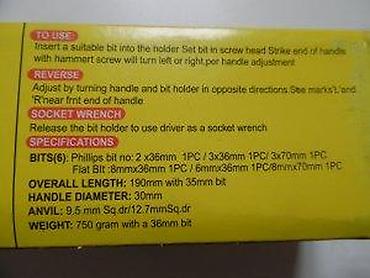 TO USE:
Insert a suitable bit into the holder Set bit in screw head Strike end of handle
with hammert screw will turn left or right,per handle adjustment
REVERSE
Adjust by turning handle and bit holder in opposite directions.See marks'L'and
'R'near frnt end of handle
SOCKET WRENCH
Release the bit holder to use driver as a socket wrench
SPECIFICATIONS
BITS(6): Phillips bit no: 2 x36mm 1PC / 3x36mm 1PC/ 3x70mm 1PC
Flat BIt :8mmx36mm 1PC / 6mmx36mm 1PC/8mmx70mm 1PC
OVERALL LENGTH: 190mm with 35mm bit
HANDLE DIAMETER: 30mm
ANVIL: 9.5 mm Sq.dr/12.7mmSq.dr
WEIGHT: 750 gram with a 36mm bit